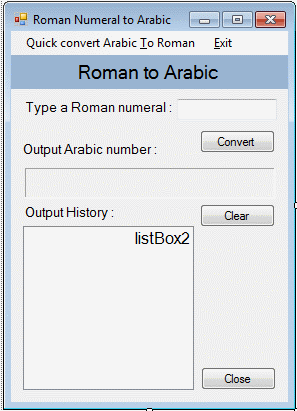 Roman Numeral to Arabic
Quick convert Arabic To Roman Exit
Roman to Arabic
Type a Roman numeral :
Convert
Output Arabic number :
Output History :
Clear
listBox2
Close